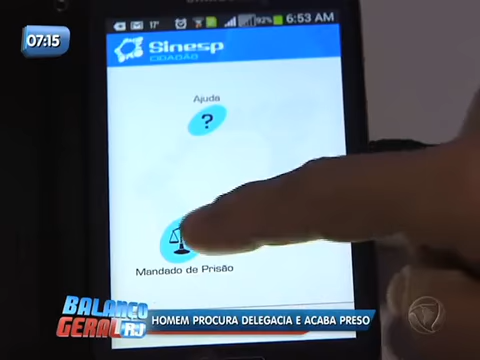 07:15
17°
92%
6:53 AM
Sinesp
CIDADÃO
Ajuda
?
Mandado de Prisão
BALANÇO
GERAL RJ
HOMEM PROCURA DELEGACIA E ACABA PRESO